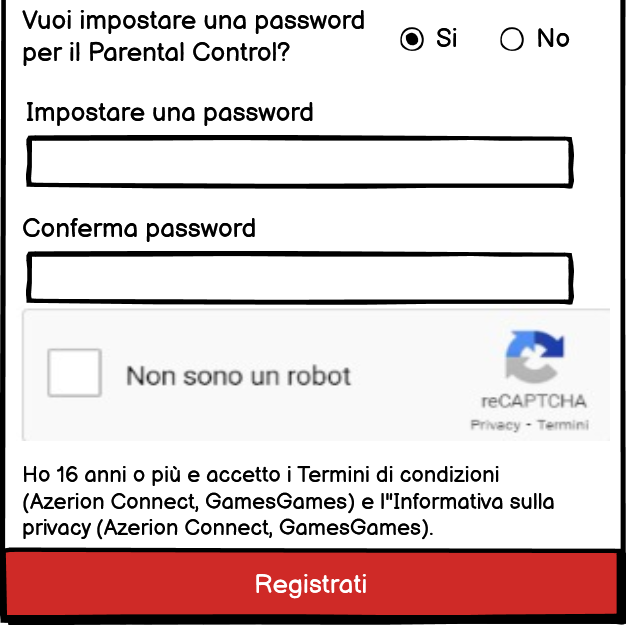 Vuoi impostare una password
per il Parental Control?
Si
No
Impostare una password
Conferma password
Non sono un robot
reCAPTCHA
Privacy - Termini
Ho 16 anni o più e accetto i Termini di condizioni
(Azerion Connect, GamesGames) e l"Informativa sulla
privacy (Azerion Connect, GamesGames).
Registrati